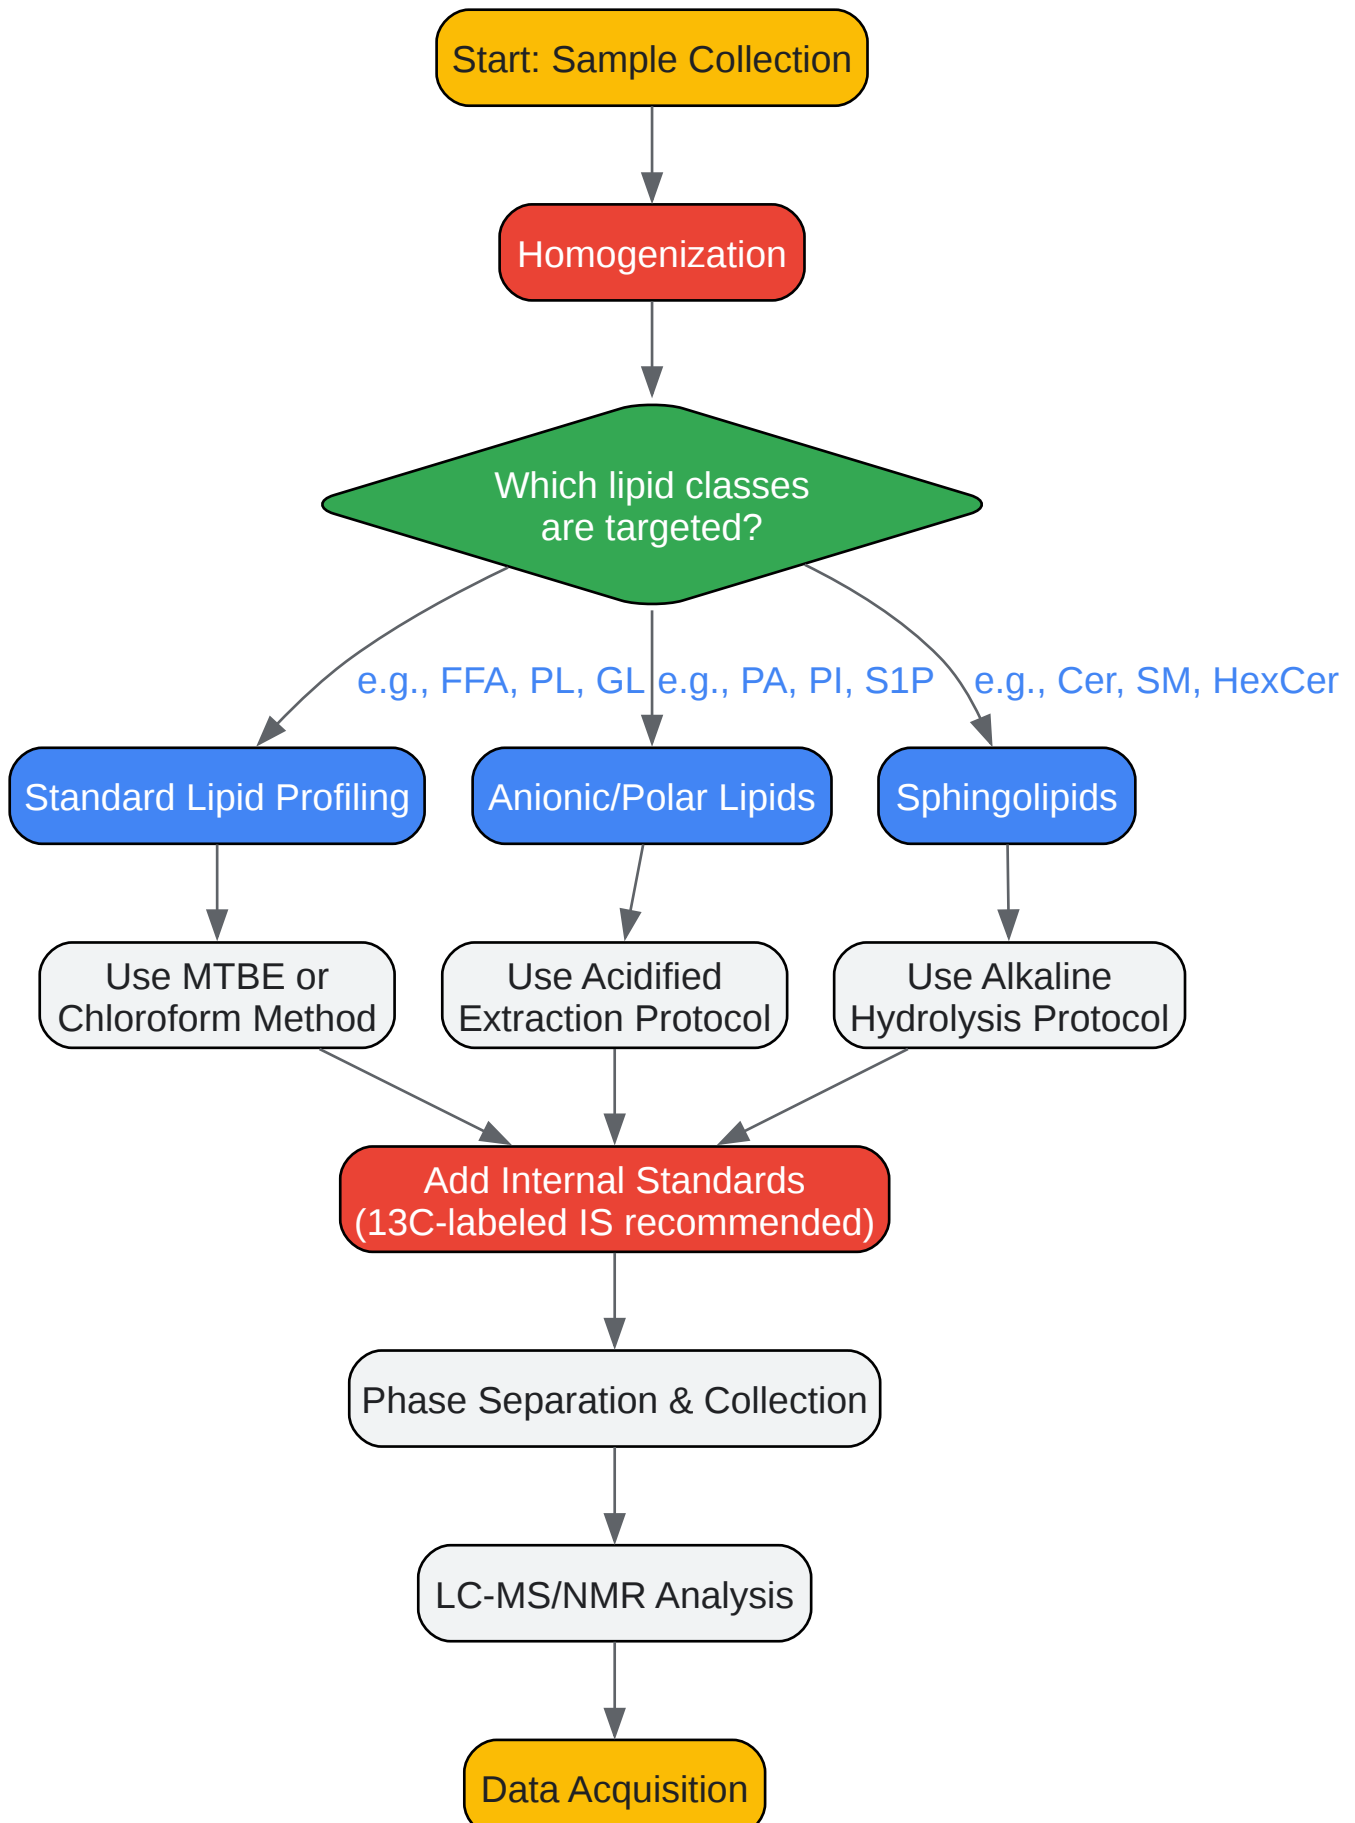 Start: Sample Collection
Homogenization
Which lipid classes
are targeted?
e.g., FFA, PL, GL
e.g., PA, PI, S1P
e.g., Cer, SM, HexCer
Standard Lipid Profiling
Anionic/Polar Lipids
Sphingolipids
Use MTBE or
Chloroform Method
Use Acidified
Extraction Protocol
Use Alkaline
Hydrolysis Protocol
Add Internal Standards
(13C-labeled IS recommended)
Phase Separation & Collection
LC-MS/NMR Analysis
Data Acquisition